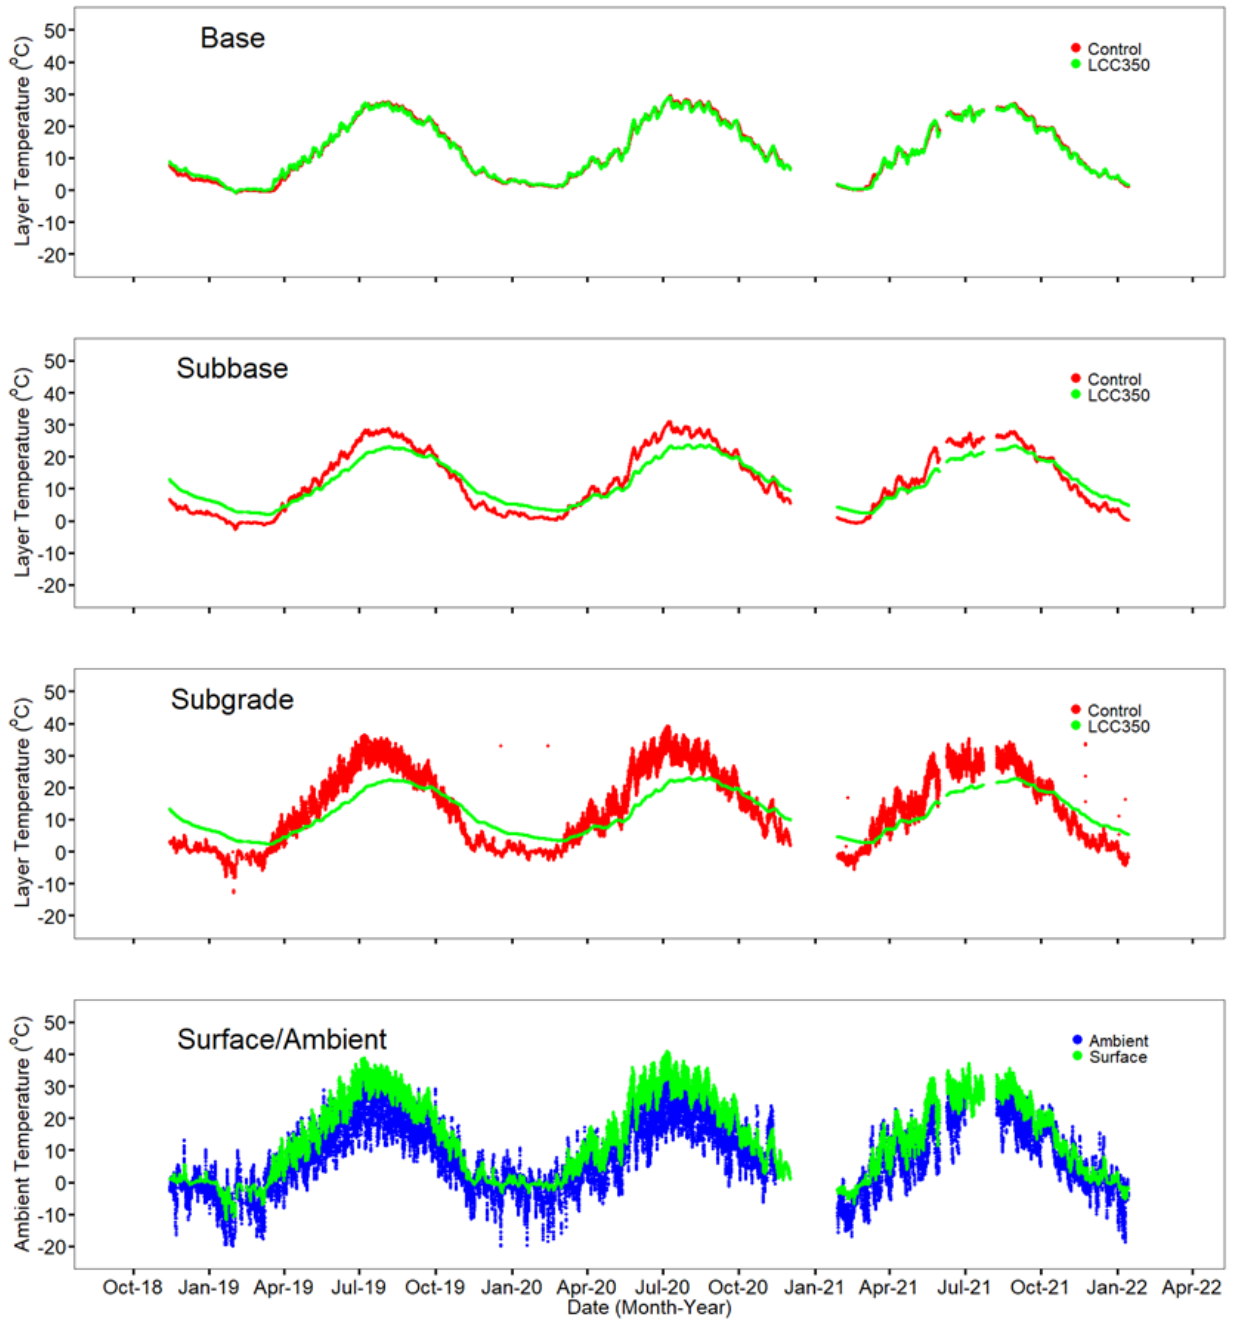 Base
Control
LCC350
50
40
30
20
10
0
-10
-20
Layer Temperature (°C)
Subbase
Control
LCC350
50
40
30
20
10
0
-10
-20
Layer Temperature (°C)
Subgrade
Control
LCC350
50
40
30
20
10
0
-10
-20
Layer Temperature (°C)
Surface/Ambient
Ambient
Surface
50
40
30
20
10
0
-10
-20
Ambient Temperature (°C)
Oct-18 Jan-19 Apr-19 Jul-19 Oct-19 Jan-20 Apr-20 Jul-20 Oct-20 Jan-21 Apr-21 Jul-21 Oct-21 Jan-22 Apr-22
Date (Month-Year)